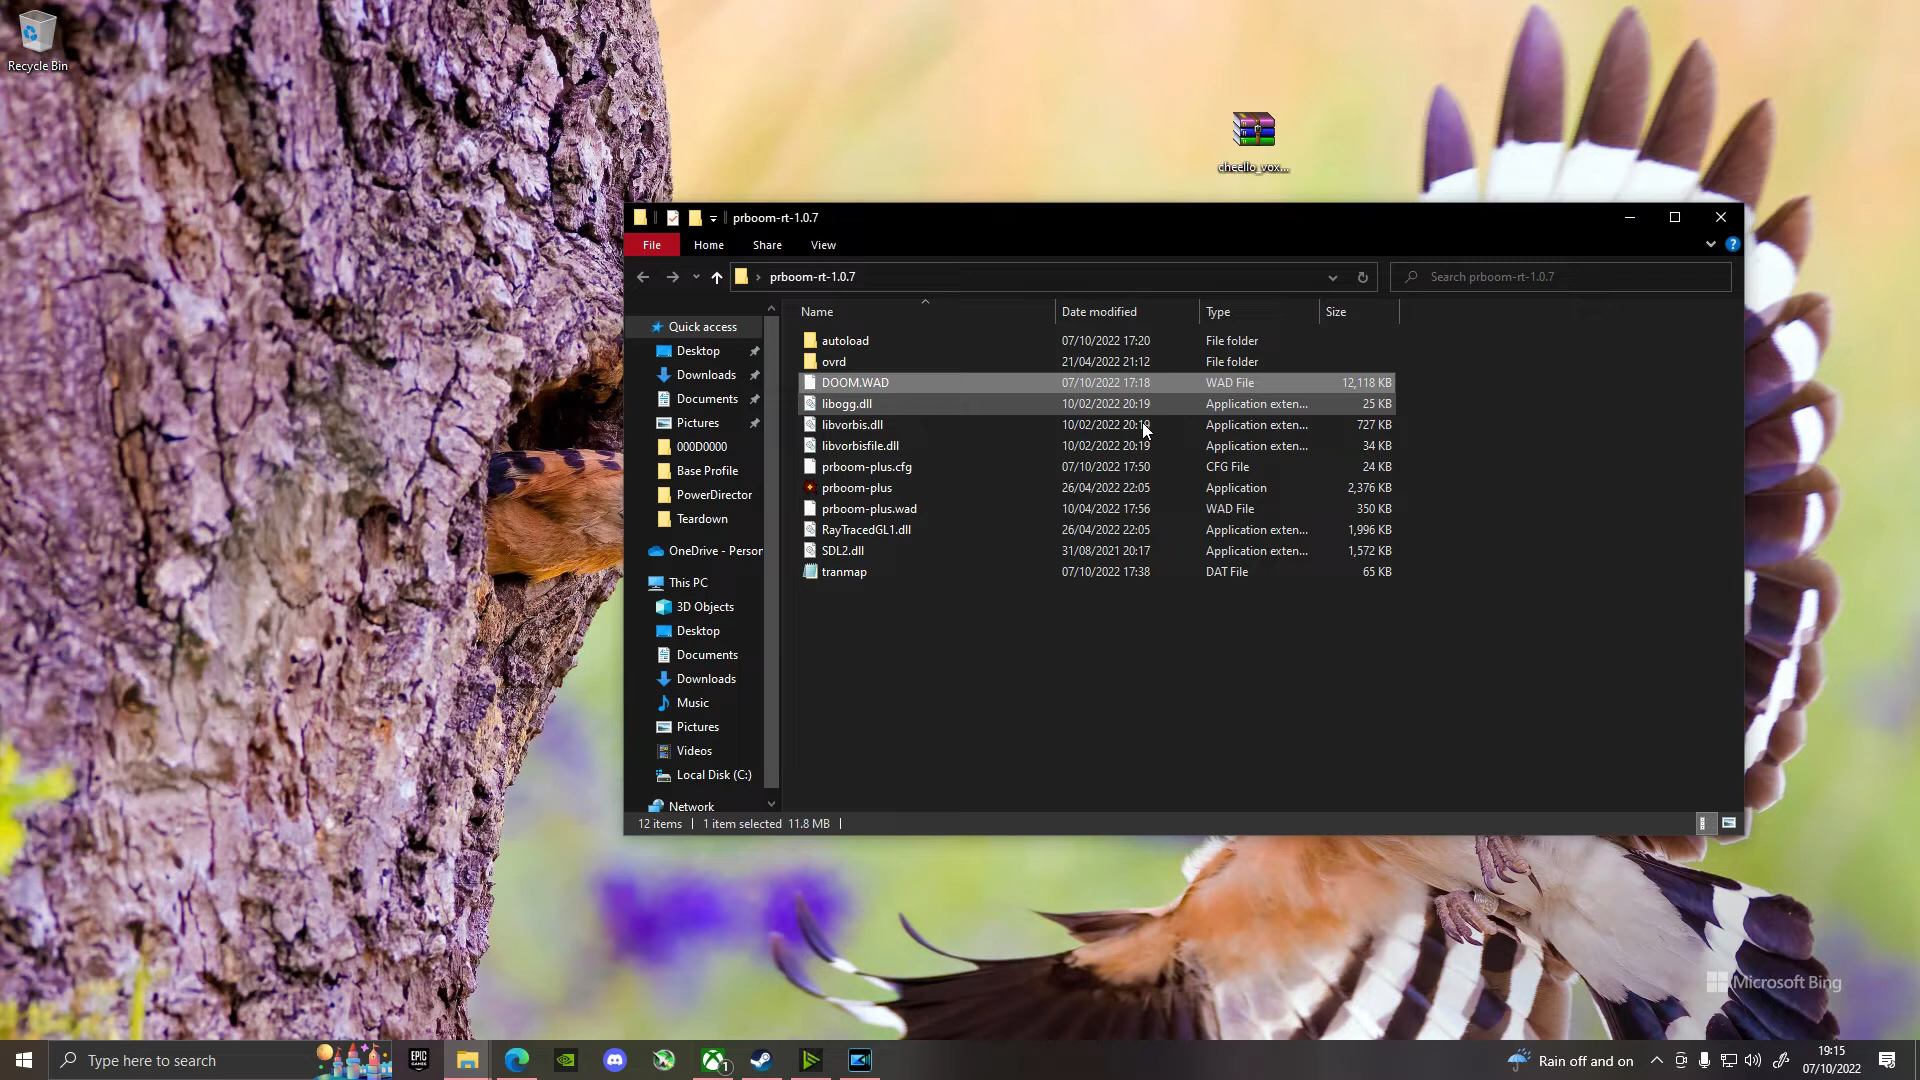 Recycle Bin
cheello_vox...
prboom-rt-1.0.7
File Home Share View
prboom-rt-1.0.7
Search prboom-rt-1.0.7
Name Date modified Type Size
Quick access
Desktop
Downloads
Documents
Pictures
000D0000
Base Profile
PowerDirector
Teardown
OneDrive - Person
This PC
3D Objects
Desktop
Documents
Downloads
Music
Pictures
Videos
Local Disk (C:)
Network
autoload 07/10/2022 17:20 File folder
ovrd 21/04/2022 21:12 File folder
DOOM.WAD 07/10/2022 17:18 WAD File 12,118 KB
libogg.dll 10/02/2022 20:19 Application exten... 25 KB
libvorbis.dll 10/02/2022 20:19 Application exten... 727 KB
libvorbisfile.dll 10/02/2022 20:19 Application exten... 34 KB
prboom-plus.cfg 07/10/2022 17:50 CFG File 24 KB
prboom-plus 26/04/2022 22:05 Application 2,376 KB
prboom-plus.wad 10/04/2022 17:56 WAD File 350 KB
RayTracedGL1.dll 26/04/2022 22:05 Application exten... 1,996 KB
SDL2.dll 31/08/2021 20:17 Application exten... 1,572 KB
tranmap 07/10/2022 17:38 DAT File 65 KB
12 items 1 item selected 11.8 MB
Microsoft Bing
Type here to search
EPIC GAMES
1
Rain off and on
19:15
07/10/2022